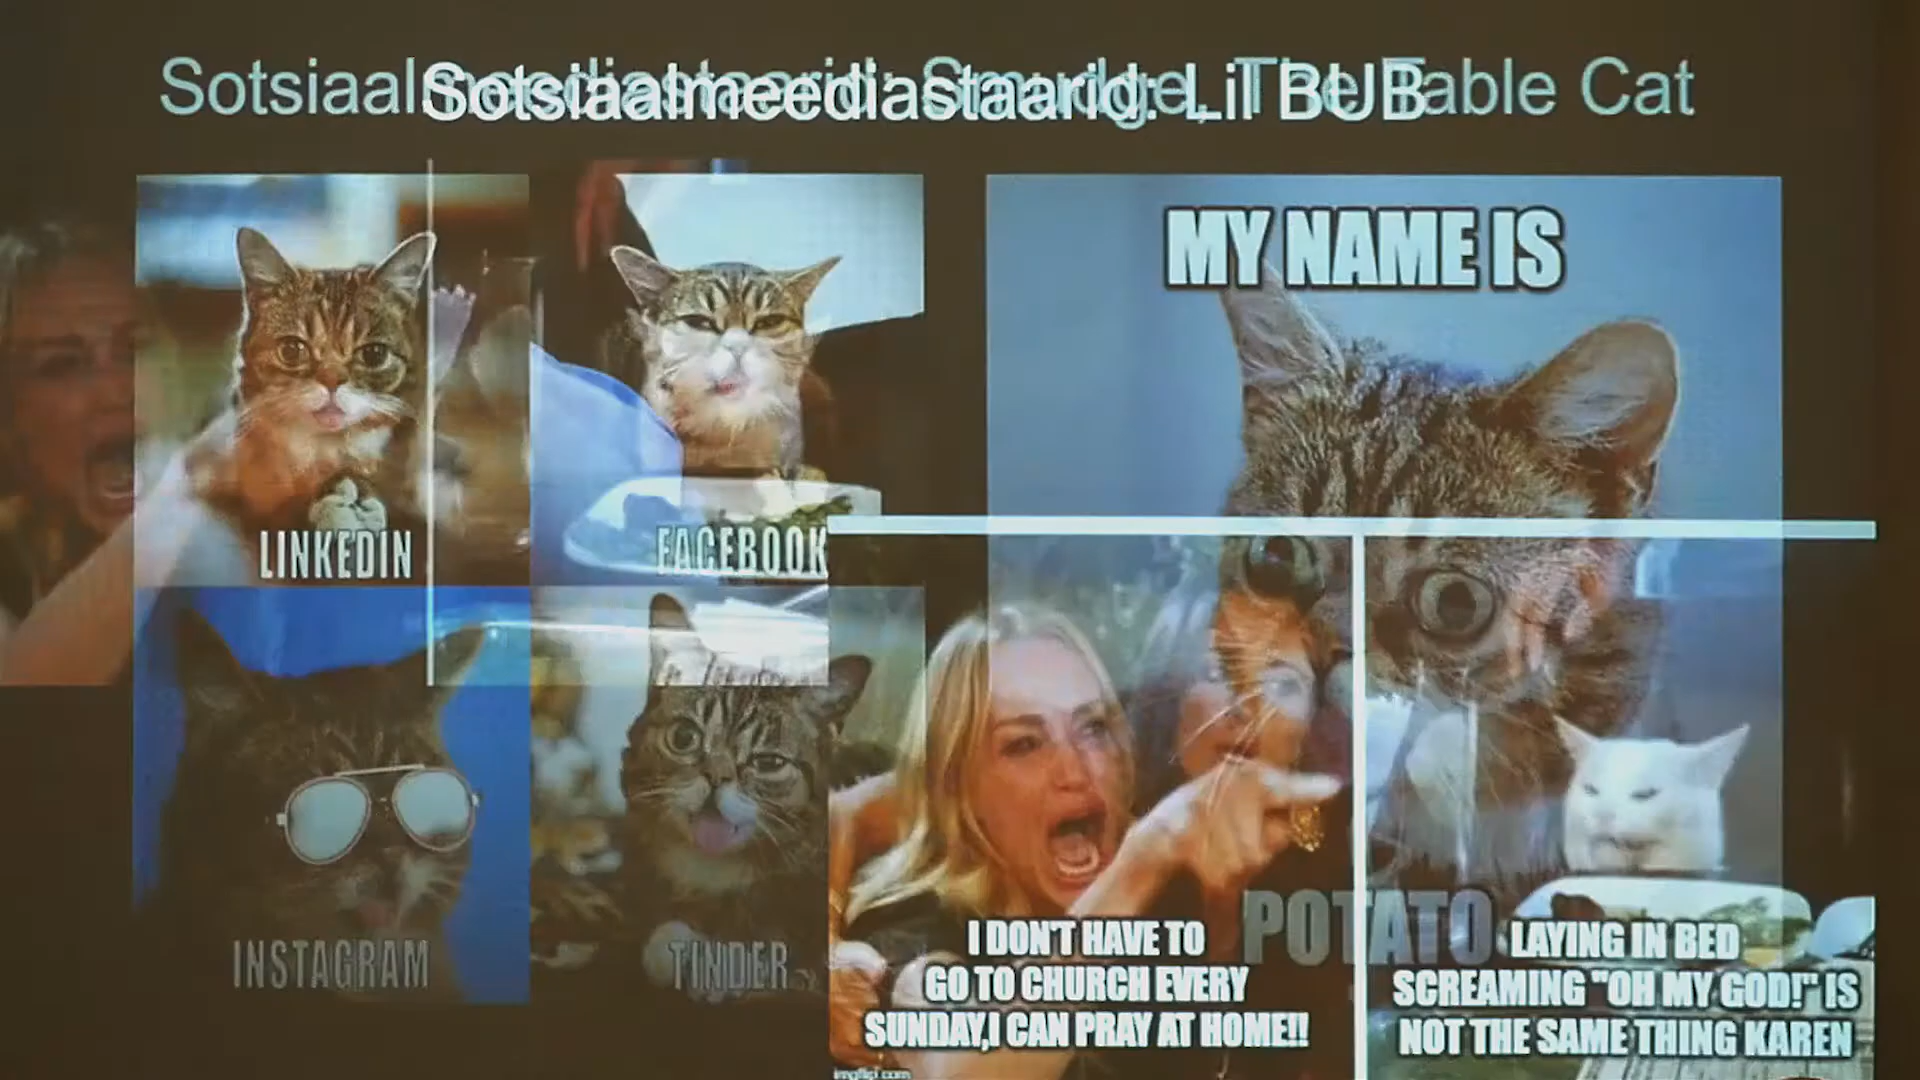 Sotsiaalmeediastaarid: Smudge, The Table Cat
Sotsiaalmeediastaarid: Lil BUB
LINKEDIN
FACEBOOK
INSTAGRAM
TINDER
MY NAME IS
POTATO
I DON'T HAVE TO
GO TO CHURCH EVERY
SUNDAY,I CAN PRAY AT HOME!!
LAYING IN BED
SCREAMING "OH MY GOD!" IS
NOT THE SAME THING KAREN
imgflip.com